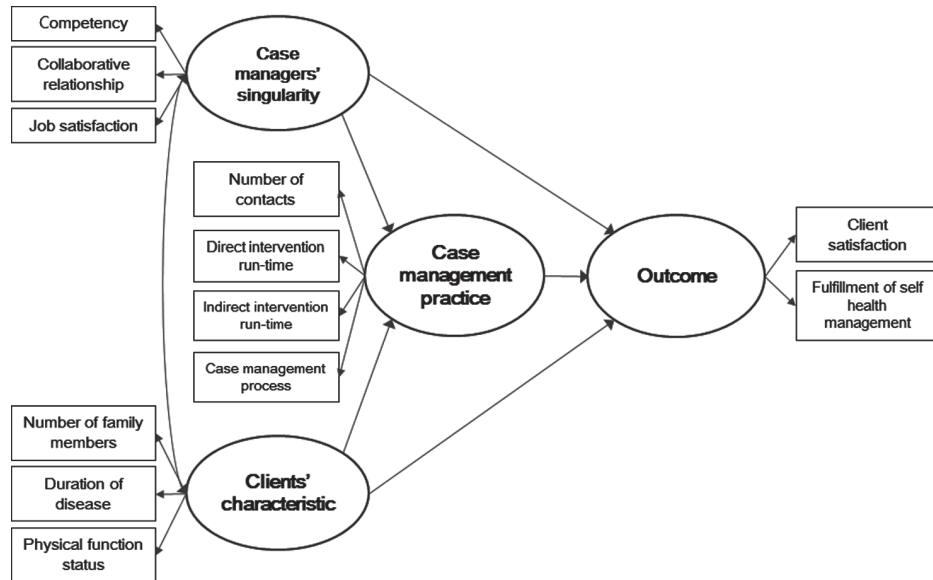 Competency
Collaborative
relationship
Job satisfaction
Case
managers'
singularity
Number of
contacts
Direct intervention
run-time
Indirect intervention
run-time
Case management
process
Case
management
practice
Outcome
Client
satisfaction
Fulfillment of self
health
management
Number of family
members
Duration of
disease
Physical function
status
Clients'
characteristic